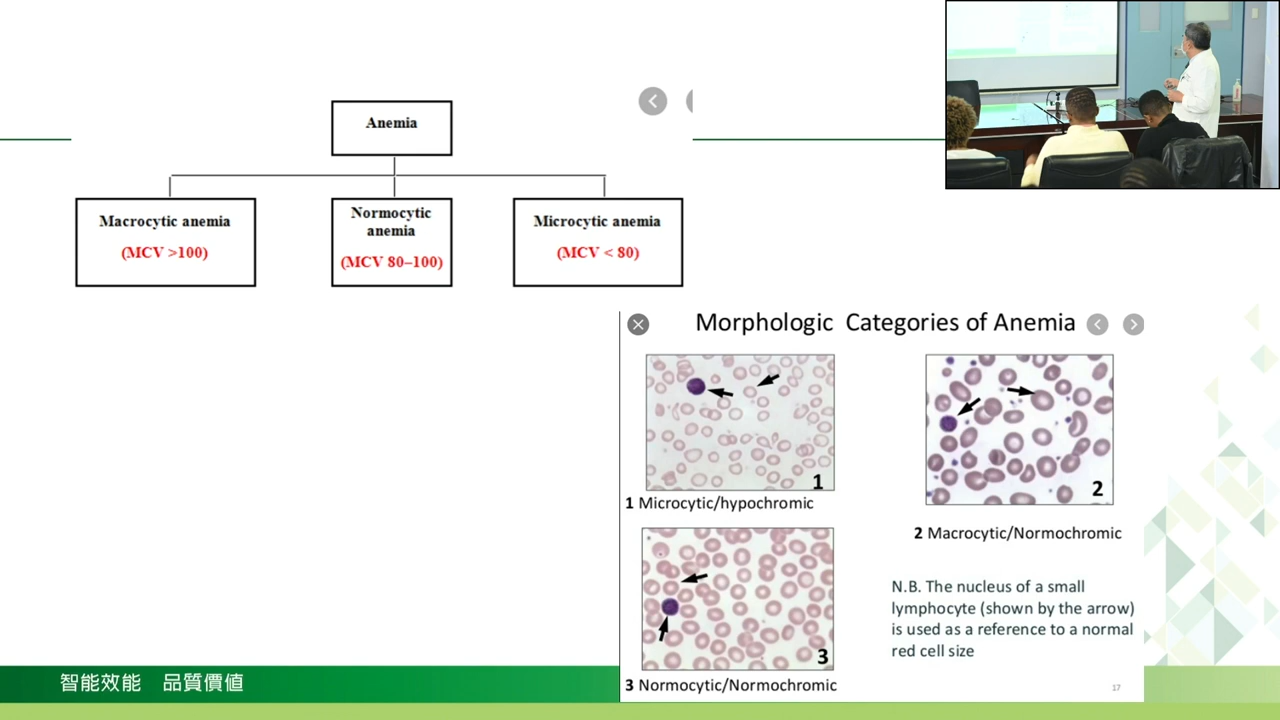 Anemia
Macrocytic anemia
(MCV >100)
Normocytic
anemia
(MCV 80–100)
Microcytic anemia
(MCV < 80)
Morphologic Categories of Anemia
1
1 Microcytic/hypochromic
2
2 Macrocytic/Normochromic
3
3 Normocytic/Normochromic
N.B. The nucleus of a small
lymphocyte (shown by the arrow)
is used as a reference to a normal
red cell size
17
智能效能 品質價值